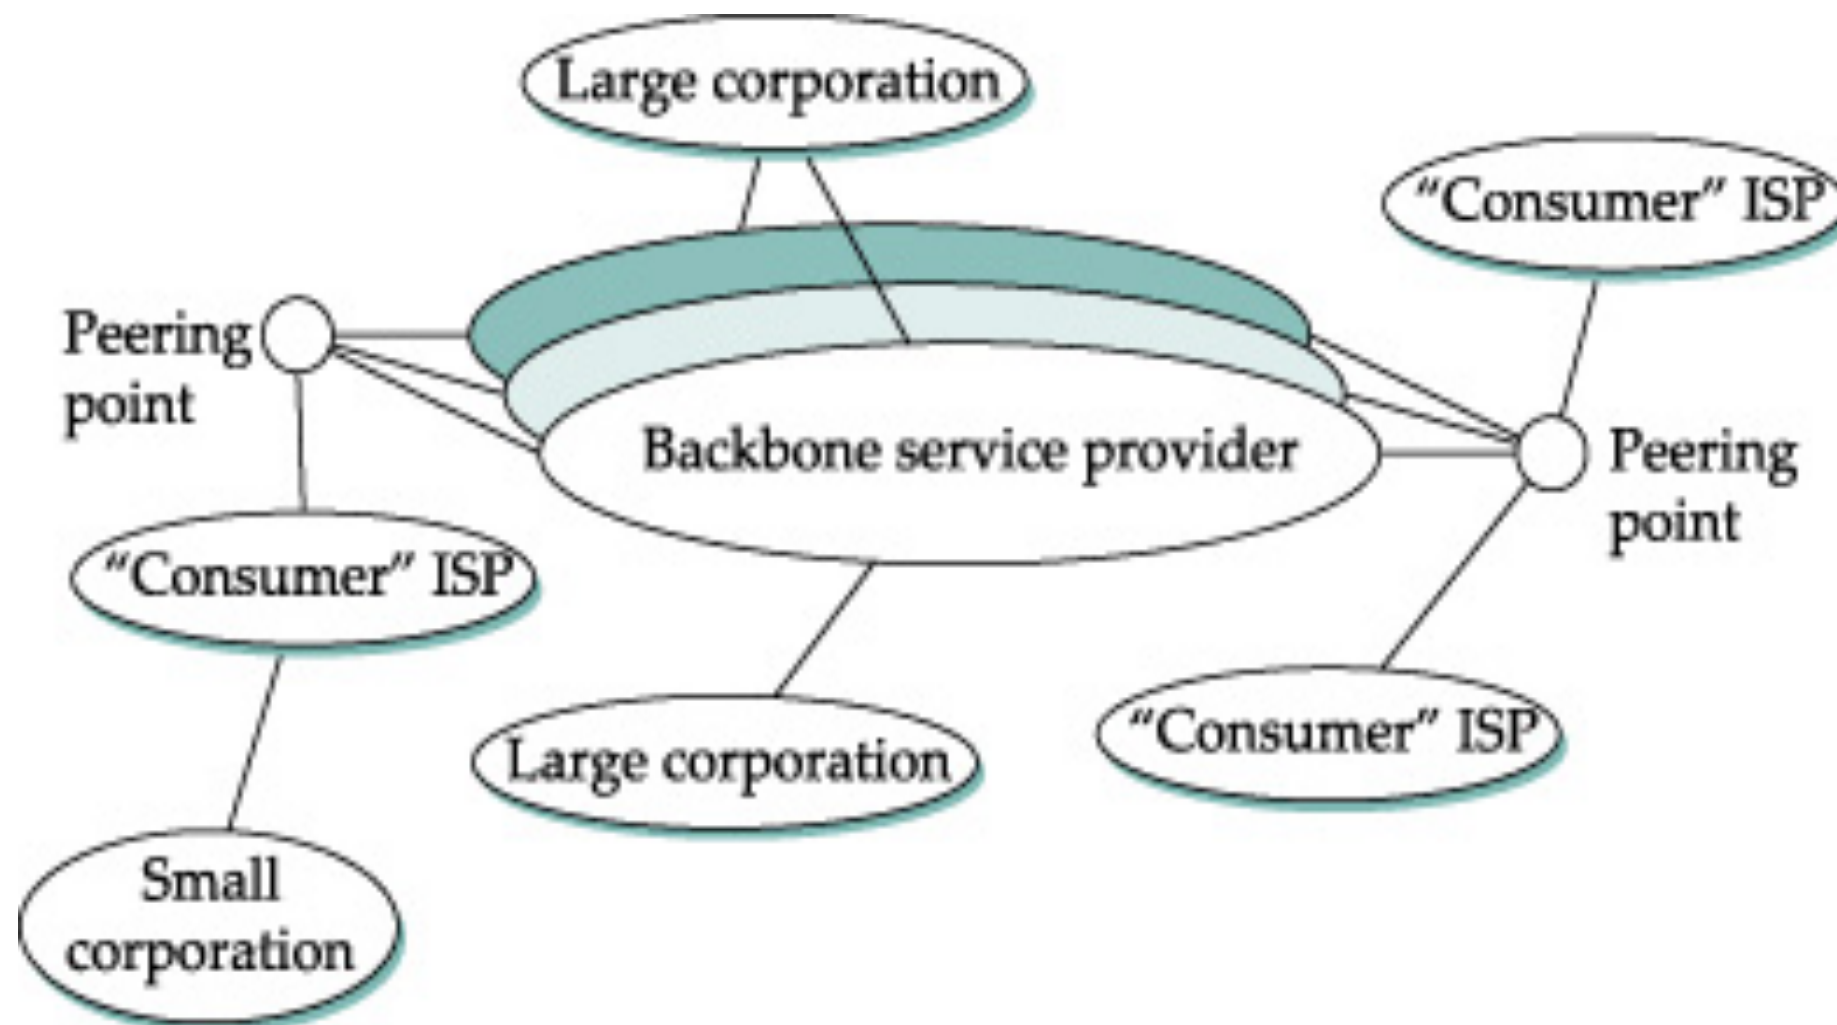 Large corporation
"Consumer" ISP
Peering
point
Backbone service provider
Peering
point
"Consumer" ISP
Large corporation
"Consumer" ISP
Small
corporation